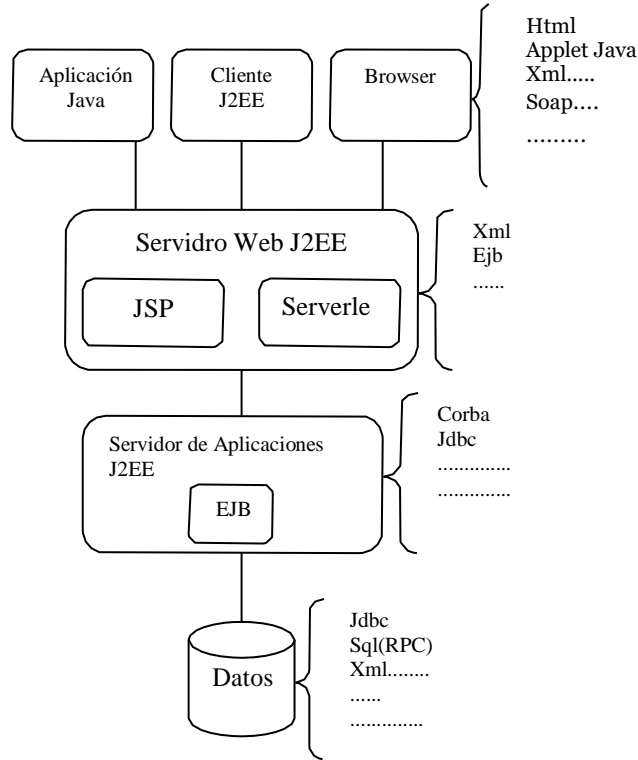 Aplicación
Java
Cliente
J2EE
Browser
Html
Applet Java
Xml.....
Soap....
.........
Servidro Web J2EE
JSP
Serverle
Xml
Ejb
......
Servidor de Aplicaciones
J2EE
EJB
Corba
Jdbc
..............
..............
Datos
Jdbc
Sql(RPC)
Xml........
......
..............